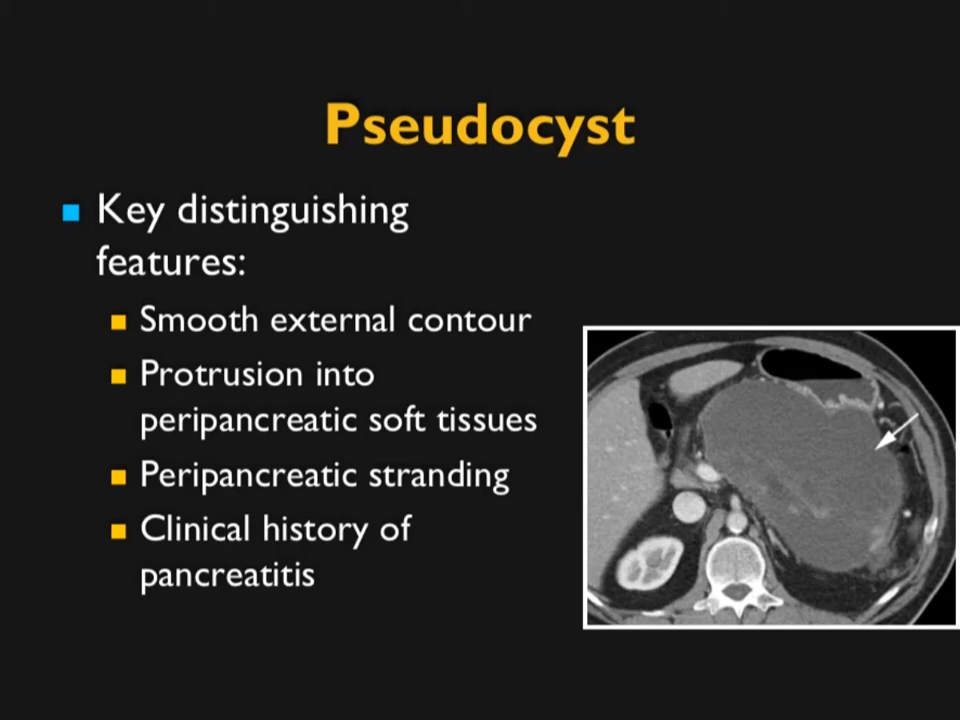 Pseudocyst
Key distinguishing
features:
Smooth external contour
Protrusion into
peripancreatic soft tissues
Peripancreatic stranding
Clinical history of
pancreatitis